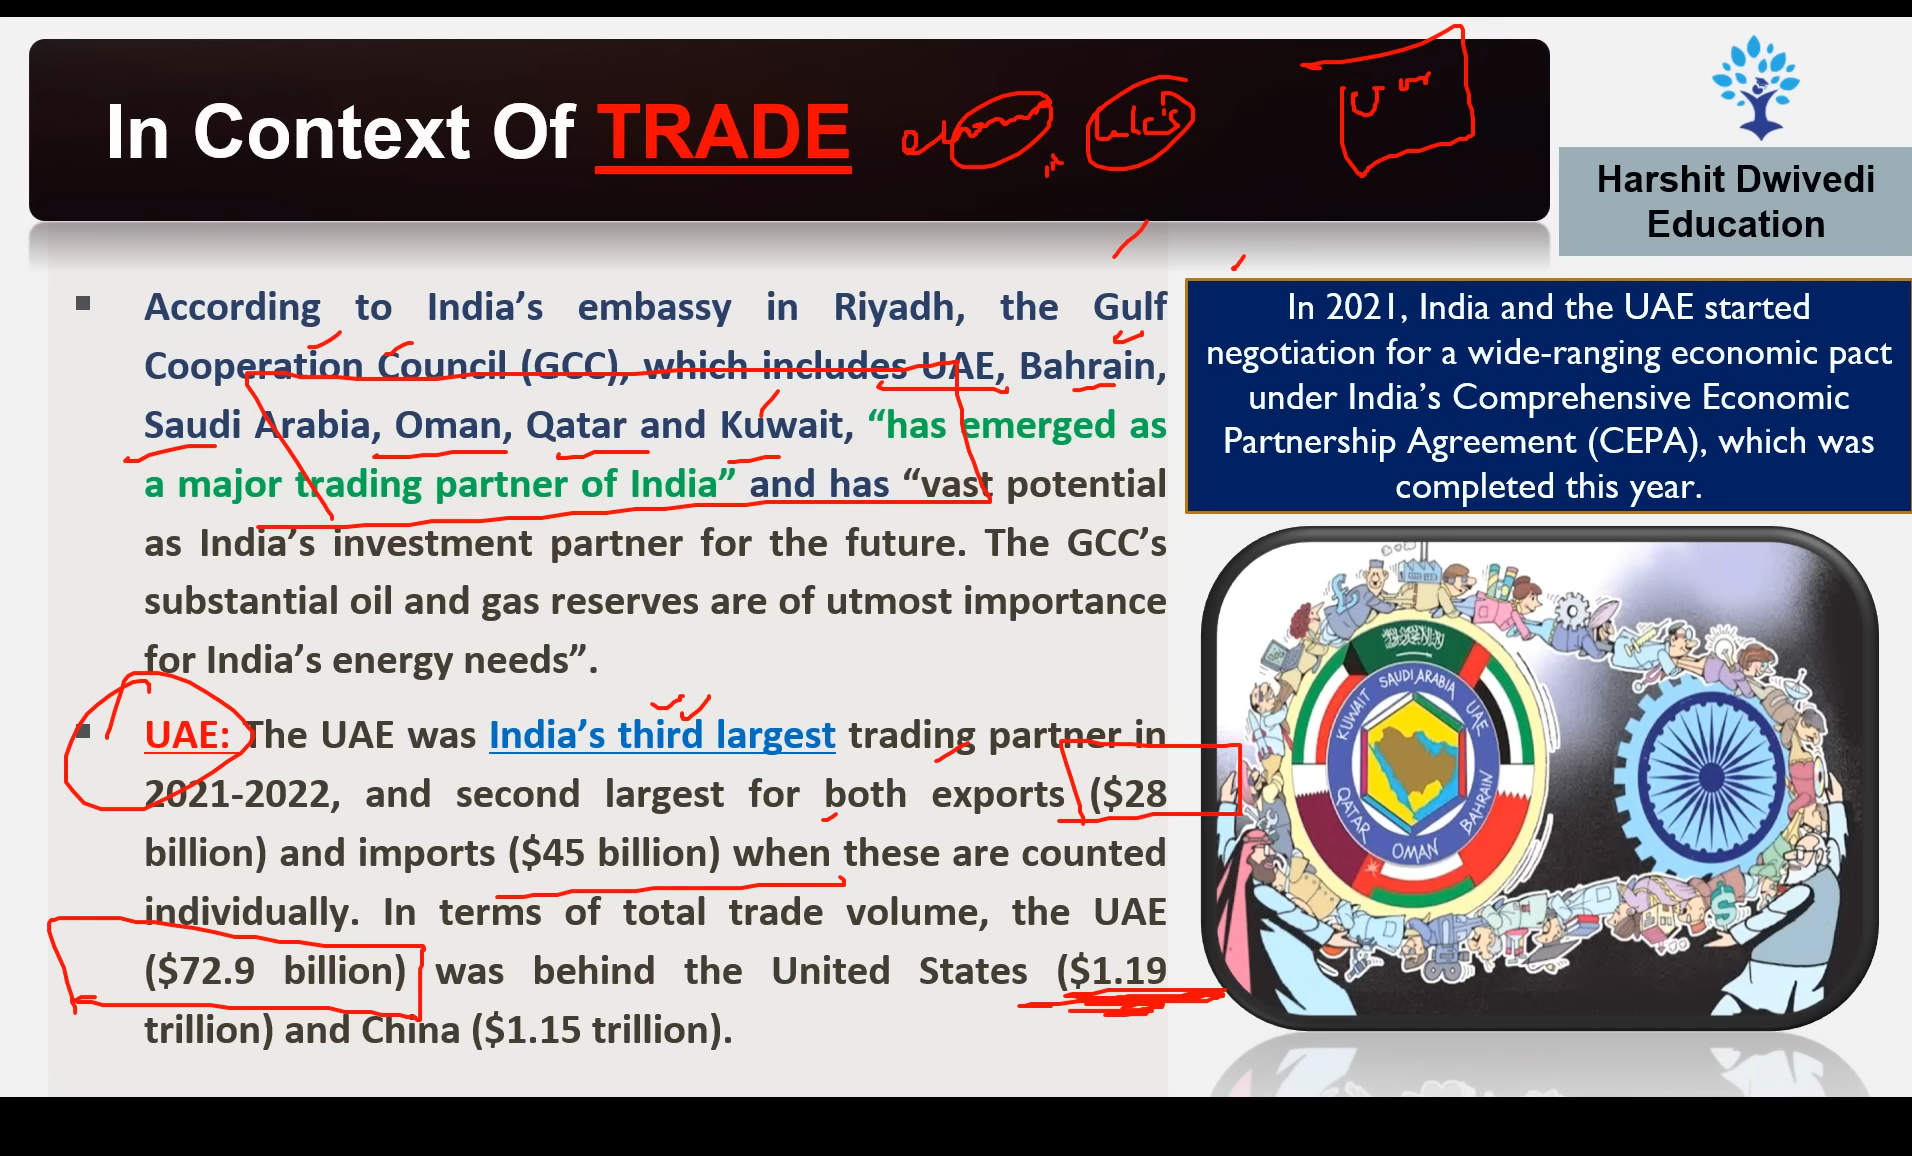 In Context Of TRADE
Harshit Dwivedi
Education
According to India’s embassy in Riyadh, the Gulf
Cooperation Council (GCC), which includes UAE, Bahrain,
Saudi Arabia, Oman, Qatar and Kuwait, “has emerged as
a major trading partner of India” and has “vast potential
as India’s investment partner for the future. The GCC’s
substantial oil and gas reserves are of utmost importance
for India’s energy needs”.
UAE: The UAE was India’s third largest trading partner in
2021-2022, and second largest for both exports ($28
billion) and imports ($45 billion) when these are counted
individually. In terms of total trade volume, the UAE
($72.9 billion) was behind the United States ($1.19
trillion) and China ($1.15 trillion).
In 2021, India and the UAE started
negotiation for a wide-ranging economic pact
under India’s Comprehensive Economic
Partnership Agreement (CEPA), which was
completed this year.
KUWAIT
SAUDI ARABIA
UAE
BAHRAIN
OMAN
QATAR